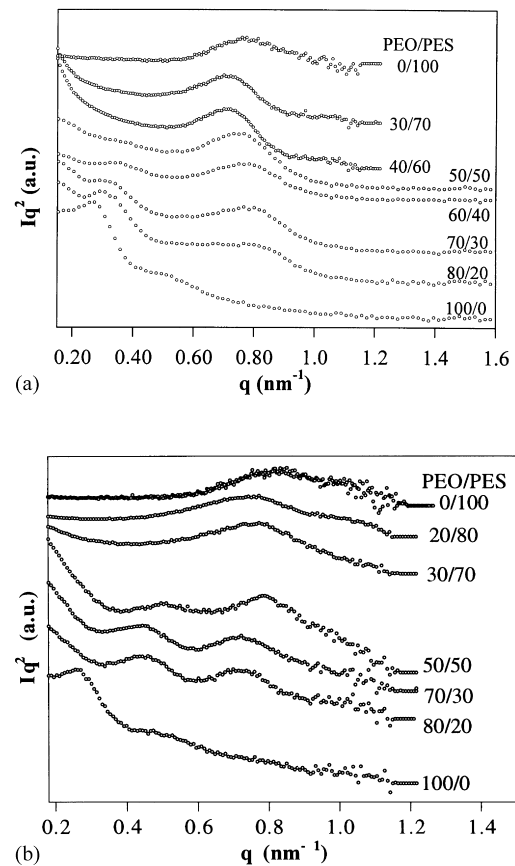 PEO/PES
0/100
30/70
40/60
50/50
60/40
70/30
80/20
100/0
Iq² (a.u.)
0.20 0.40 0.60 0.80 1.0 1.2 1.4 1.6
q (nm⁻¹)
(a)
PEO/PES
0/100
20/80
30/70
50/50
70/30
80/20
100/0
Iq² (a.u.)
0.2 0.4 0.6 0.8 1.0 1.2 1.4
q (nm⁻¹)
(b)